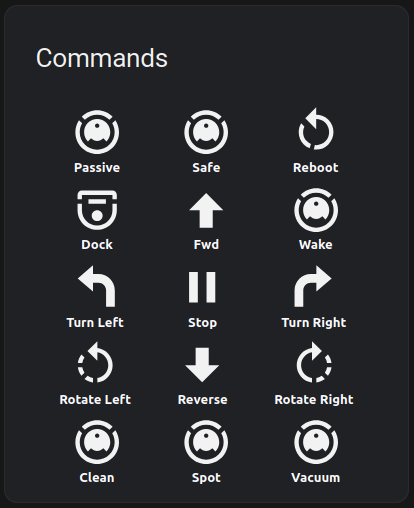 Commands
Passive Safe Reboot
Dock Fwd Wake
Turn Left Stop Turn Right
Rotate Left Reverse Rotate Right
Clean Spot Vacuum